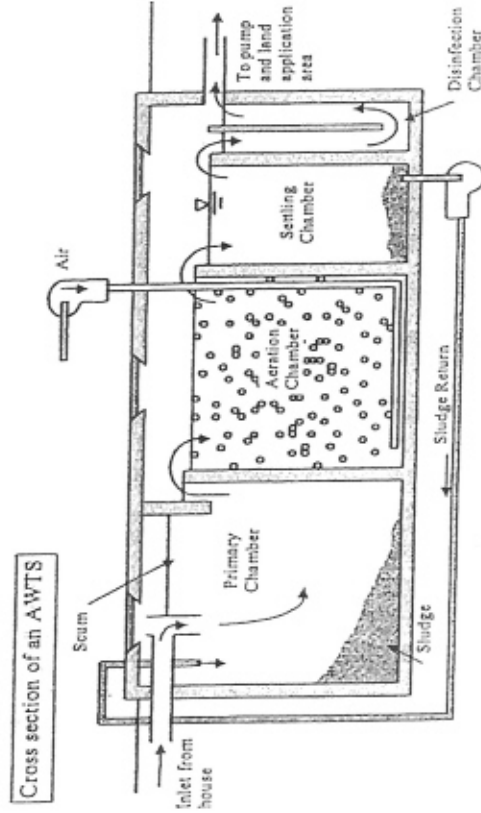 Cross section of an AWTS
Scum
Inlet from
house
Primary
Chamber
Sludge
Air
Aeration
Chamber
Settling
Chamber
Sludge Return
To pump
and land
application
area
Disinfection
Chamber